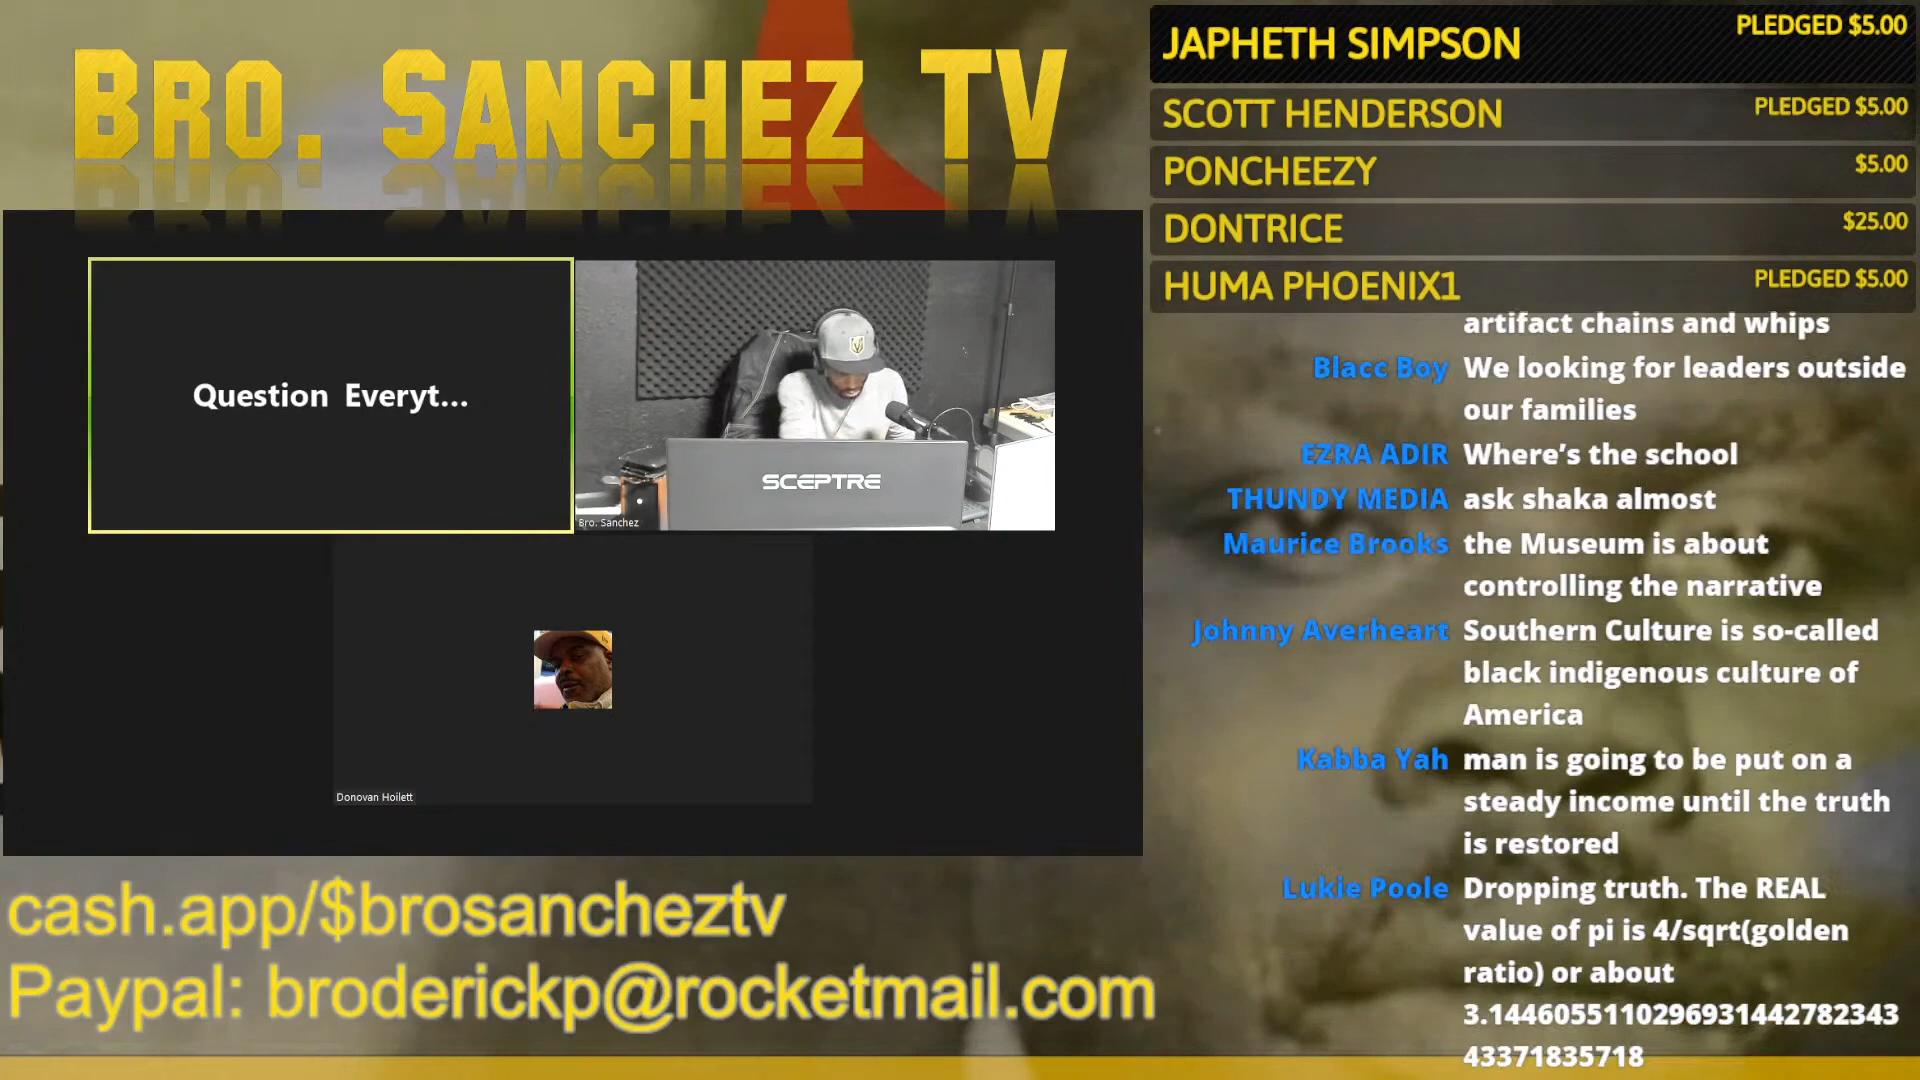 BRO. SANCHEZ TV
Question Everyt...
SCEPTRE
Bro. Sanchez
Donovan Hoilett
cash.app/$brosancheztv
Paypal: broderickp@rocketmail.com
JAPHETH SIMPSON PLEDGED $5.00
SCOTT HENDERSON PLEDGED $5.00
PONCHEEZY $5.00
DONTRICE $25.00
HUMA PHOENIX1 PLEDGED $5.00
artifact chains and whips
Blacc Boy We looking for leaders outside
our families
EZRA ADIR Where's the school
THUNDY MEDIA ask shaka almost
Maurice Brooks the Museum is about
controlling the narrative
Johnny Averheart Southern Culture is so-called
black indigenous culture of
America
Kabba Yah man is going to be put on a
steady income until the truth
is restored
Lukie Poole Dropping truth. The REAL
value of pi is 4/sqrt(golden
ratio) or about
3.1446055110296931442782343
43371835718